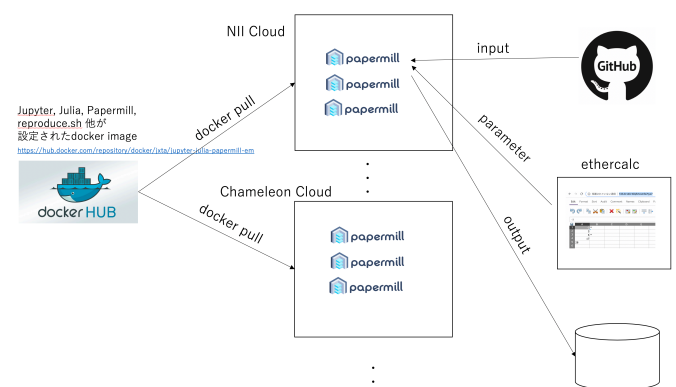 NII Cloud
papermill
papermill
papermill
input
GitHub
Jupyter, Julia, Papermill,
reproduce.sh 他が
設定されたdocker image
https://hub.docker.com/repository/docker/jxta/jupyter-julia-papermill-em
docker HUB
docker pull
parameter
ethercalc
Chameleon Cloud
docker pull
output
papermill
papermill
papermill